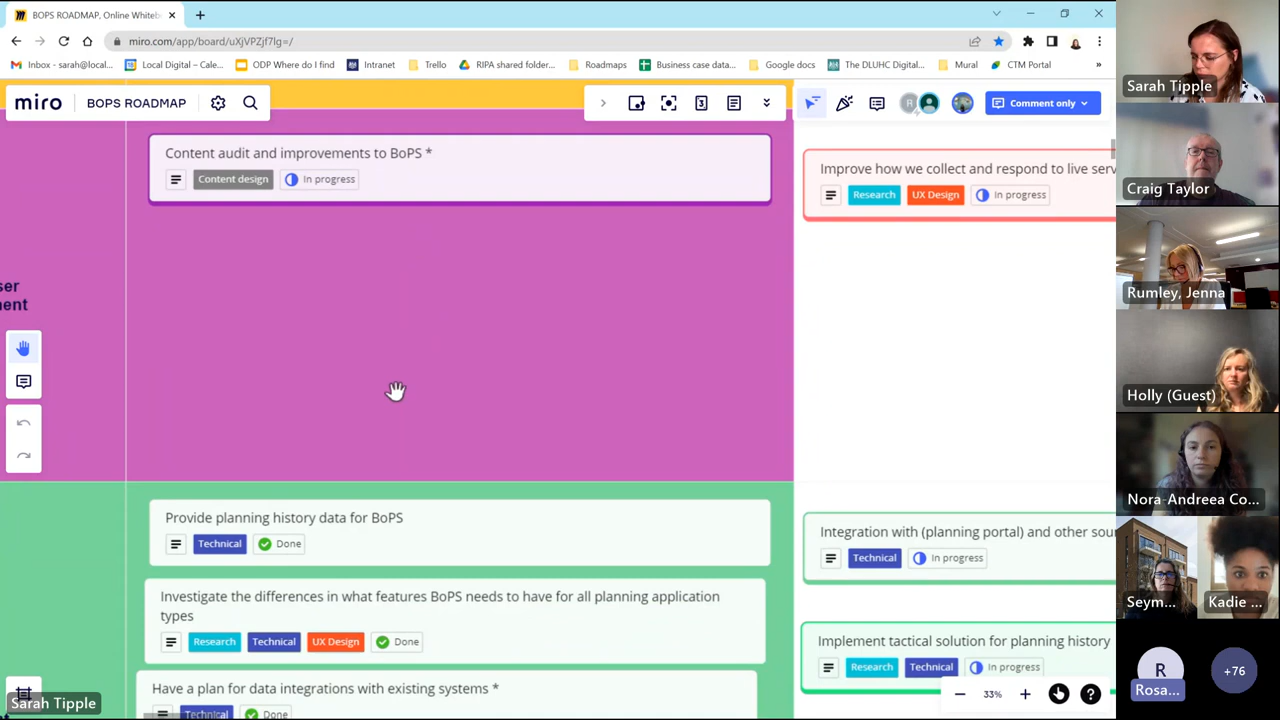 BOPS ROADMAP, Online Whiteb
miro.com/app/board/uXjVPZjf7Ig=/
Inbox - sarah@local...
Local Digital – Cale...
ODP Where do I find
Intranet
Trello
RIPA shared folder...
Roadmaps
Business case data...
Google docs
The DLUHC Digital...
Mural
CTM Portal
»
miro
BOPS ROADMAP
R
Comment only
Content audit and improvements to BoPS *
Content design
In progress
Improve how we collect and respond to live serv
Research
UX Design
In progress
ser
ent
Provide planning history data for BoPS
Technical
Done
Integration with (planning portal) and other sour
Technical
In progress
Investigate the differences in what features BoPS needs to have for all planning application
types
Research
Technical
UX Design
Done
Implement tactical solution for planning history
Research
Technical
In progress
Have a plan for data integrations with existing systems *
Technical
Done
33%
Sarah Tipple
Sarah Tipple
Craig Taylor
Rumley, Jenna
Holly (Guest)
Nora-Andreea Co...
Seym...
Kadie ...
R
Rosa...
+76